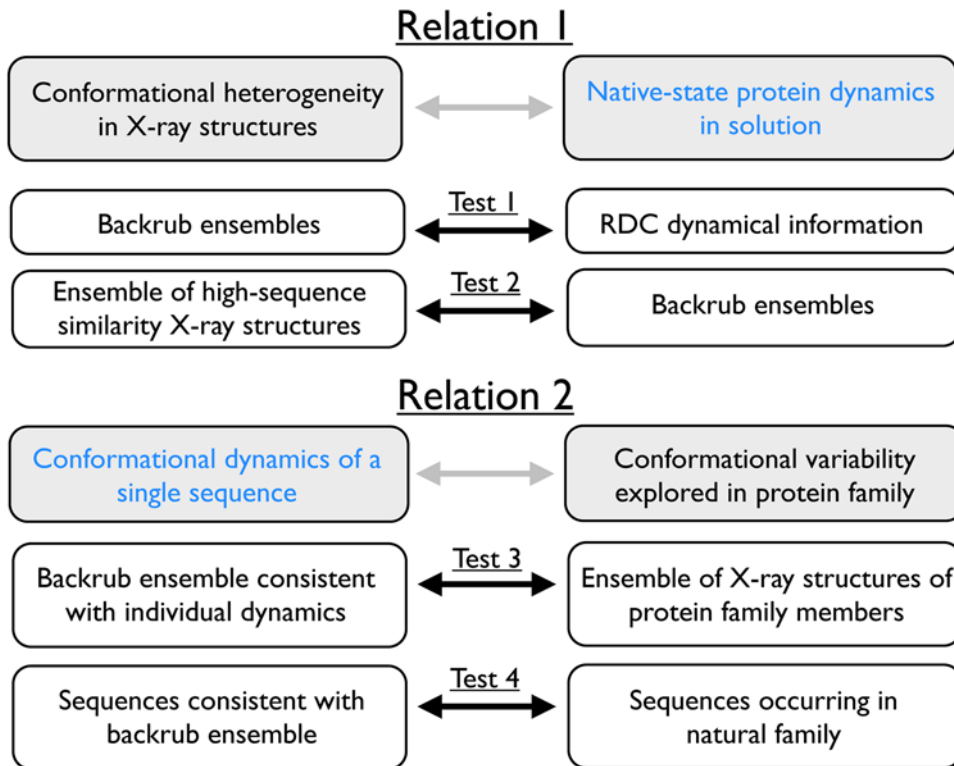 Relation 1
Conformational heterogeneity
in X-ray structures
Native-state protein dynamics
in solution
Backrub ensembles
Test 1
RDC dynamical information
Ensemble of high-sequence
similarity X-ray structures
Test 2
Backrub ensembles
Relation 2
Conformational dynamics of a
single sequence
Conformational variability
explored in protein family
Backrub ensemble consistent
with individual dynamics
Test 3
Ensemble of X-ray structures of
protein family members
Sequences consistent with
backrub ensemble
Test 4
Sequences occurring in
natural family